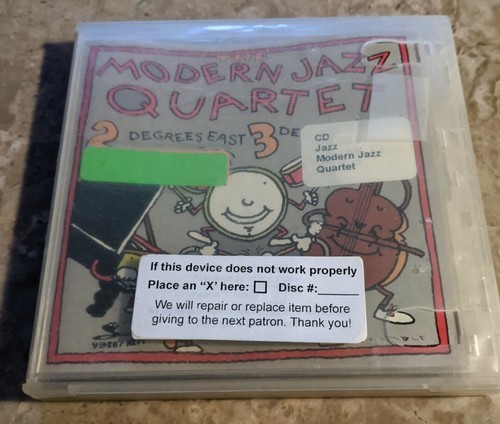 THE
MODERN JAZZ
QUARTET
2 DEGREES EAST 3 DE
CD
Jazz
Modern Jazz
Quartet
If this device does not work properly
Place an “X’ here: Disc #:______
We will repair or replace item before
giving to the next patron. Thank you!